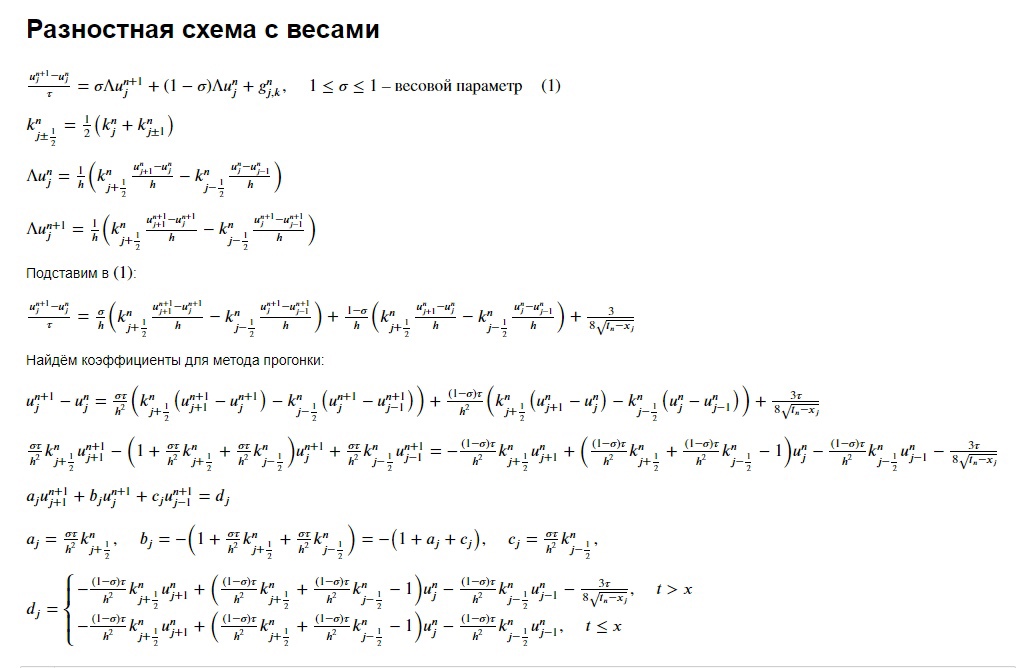 Разностная схема с весами
$\frac{u_j^{n+1}-u_j^n}{\tau} = \sigma\Lambda u_j^{n+1} + (1-\sigma)\Lambda u_j^n + g_{j,k}^n, \quad 1 \leq \sigma \leq 1$ – весовой параметр (1)
$k_{j\pm\frac{1}{2}}^n = \frac{1}{2}\left(k_j^n + k_{j\pm1}^n\right)$
$\Lambda u_j^n = \frac{1}{h}\left(k_{j+\frac{1}{2}}^n \frac{u_{j+1}^n-u_j^n}{h} - k_{j-\frac{1}{2}}^n \frac{u_j^n-u_{j-1}^n}{h}\right)$
$\Lambda u_j^{n+1} = \frac{1}{h}\left(k_{j+\frac{1}{2}}^n \frac{u_{j+1}^{n+1}-u_j^{n+1}}{h} - k_{j-\frac{1}{2}}^n \frac{u_j^{n+1}-u_{j-1}^{n+1}}{h}\right)$
Подставим в (1):
$\frac{u_j^{n+1}-u_j^n}{\tau} = \frac{\sigma}{h}\left(k_{j+\frac{1}{2}}^n \frac{u_{j+1}^{n+1}-u_j^{n+1}}{h} - k_{j-\frac{1}{2}}^n \frac{u_j^{n+1}-u_{j-1}^{n+1}}{h}\right) + \frac{1-\sigma}{h}\left(k_{j+\frac{1}{2}}^n \frac{u_{j+1}^n-u_j^n}{h} - k_{j-\frac{1}{2}}^n \frac{u_j^n-u_{j-1}^n}{h}\right) + \frac{3}{8\sqrt{t_n-x_j}}$
Найдём коэффициенты для метода прогонки:
$u_j^{n+1} - u_j^n = \frac{\sigma\tau}{h^2}\left(k_{j+\frac{1}{2}}^n\left(u_{j+1}^{n+1} - u_j^{n+1}\right) - k_{j-\frac{1}{2}}^n\left(u_j^{n+1} - u_{j-1}^{n+1}\right)\right) + \frac{(1-\sigma)\tau}{h^2}\left(k_{j+\frac{1}{2}}^n\left(u_{j+1}^n - u_j^n\right) - k_{j-\frac{1}{2}}^n\left(u_j^n - u_{j-1}^n\right)\right) + \frac{3\tau}{8\sqrt{t_n-x_j}}$
$\frac{\sigma\tau}{h^2}k_{j+\frac{1}{2}}^n u_{j+1}^{n+1} - \left(1 + \frac{\sigma\tau}{h^2}k_{j+\frac{1}{2}}^n + \frac{\sigma\tau}{h^2}k_{j-\frac{1}{2}}^n\right)u_j^{n+1} + \frac{\sigma\tau}{h^2}k_{j-\frac{1}{2}}^n u_{j-1}^{n+1} = -\frac{(1-\sigma)\tau}{h^2}k_{j+\frac{1}{2}}^n u_{j+1}^n + \left(\frac{(1-\sigma)\tau}{h^2}k_{j+\frac{1}{2}}^n + \frac{(1-\sigma)\tau}{h^2}k_{j-\frac{1}{2}}^n - 1\right)u_j^n - \frac{(1-\sigma)\tau}{h^2}k_{j-\frac{1}{2}}^n u_{j-1}^n - \frac{3\tau}{8\sqrt{t_n-x_j}}$
$a_j u_{j+1}^{n+1} + b_j u_j^{n+1} + c_j u_{j-1}^{n+1} = d_j$
$a_j = \frac{\sigma\tau}{h^2}k_{j+\frac{1}{2}}^n, \quad b_j = -\left(1 + \frac{\sigma\tau}{h^2}k_{j+\frac{1}{2}}^n + \frac{\sigma\tau}{h^2}k_{j-\frac{1}{2}}^n\right) = -(1 + a_j + c_j), \quad c_j = \frac{\sigma\tau}{h^2}k_{j-\frac{1}{2}}^n,$
$d_j = \begin{cases} -\frac{(1-\sigma)\tau}{h^2}k_{j+\frac{1}{2}}^n u_{j+1}^n + \left(\frac{(1-\sigma)\tau}{h^2}k_{j+\frac{1}{2}}^n + \frac{(1-\sigma)\tau}{h^2}k_{j-\frac{1}{2}}^n - 1\right)u_j^n - \frac{(1-\sigma)\tau}{h^2}k_{j-\frac{1}{2}}^n u_{j-1}^n - \frac{3\tau}{8\sqrt{t_n-x_j}}, \quad t > x \\ -\frac{(1-\sigma)\tau}{h^2}k_{j+\frac{1}{2}}^n u_{j+1}^n + \left(\frac{(1-\sigma)\tau}{h^2}k_{j+\frac{1}{2}}^n + \frac{(1-\sigma)\tau}{h^2}k_{j-\frac{1}{2}}^n - 1\right)u_j^n - \frac{(1-\sigma)\tau}{h^2}k_{j-\frac{1}{2}}^n u_{j-1}^n, \quad t \leq x \end{cases}$